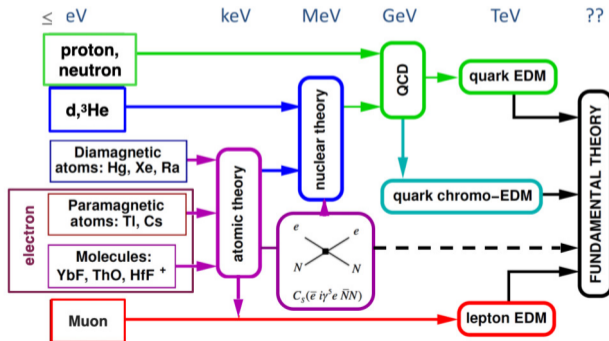 ≤ eV keV MeV GeV TeV ??
proton,
neutron
d,³He
Diamagnetic
atoms: Hg, Xe, Ra
electron
Paramagnetic
atoms: Tl, Cs
Molecules:
YbF, ThO, HfF⁺
Muon
atomic theory
nuclear theory
e e
N N
C_S(ē iγ⁵e N̄N)
QCD
quark EDM
quark chromo−EDM
lepton EDM
FUNDAMENTAL THEORY